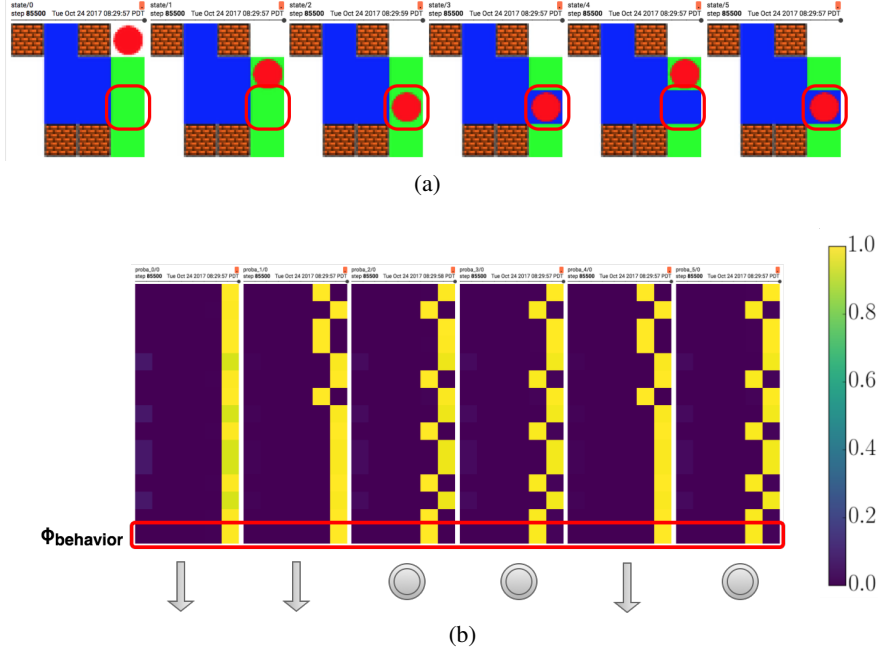 state/0
step 85500 Tue Oct 24 2017 08:29:57 PDT
state/1
step 85500 Tue Oct 24 2017 08:29:57 PDT
state/2
step 85500 Tue Oct 24 2017 08:29:59 PDT
state/3
step 85500 Tue Oct 24 2017 08:29:57 PDT
state/4
step 85500 Tue Oct 24 2017 08:29:57 PDT
state/5
step 85500 Tue Oct 24 2017 08:29:57 PDT
(a)
proba_0/0
step 85500 Tue Oct 24 2017 08:29:57 PDT
proba_1/0
step 85500 Tue Oct 24 2017 08:29:57 PDT
proba_2/0
step 85500 Tue Oct 24 2017 08:29:58 PDT
proba_3/0
step 85500 Tue Oct 24 2017 08:29:57 PDT
proba_4/0
step 85500 Tue Oct 24 2017 08:29:57 PDT
proba_5/0
step 85500 Tue Oct 24 2017 08:29:57 PDT
1.0
0.8
0.6
0.4
0.2
0.0
Φbehavior
(b)